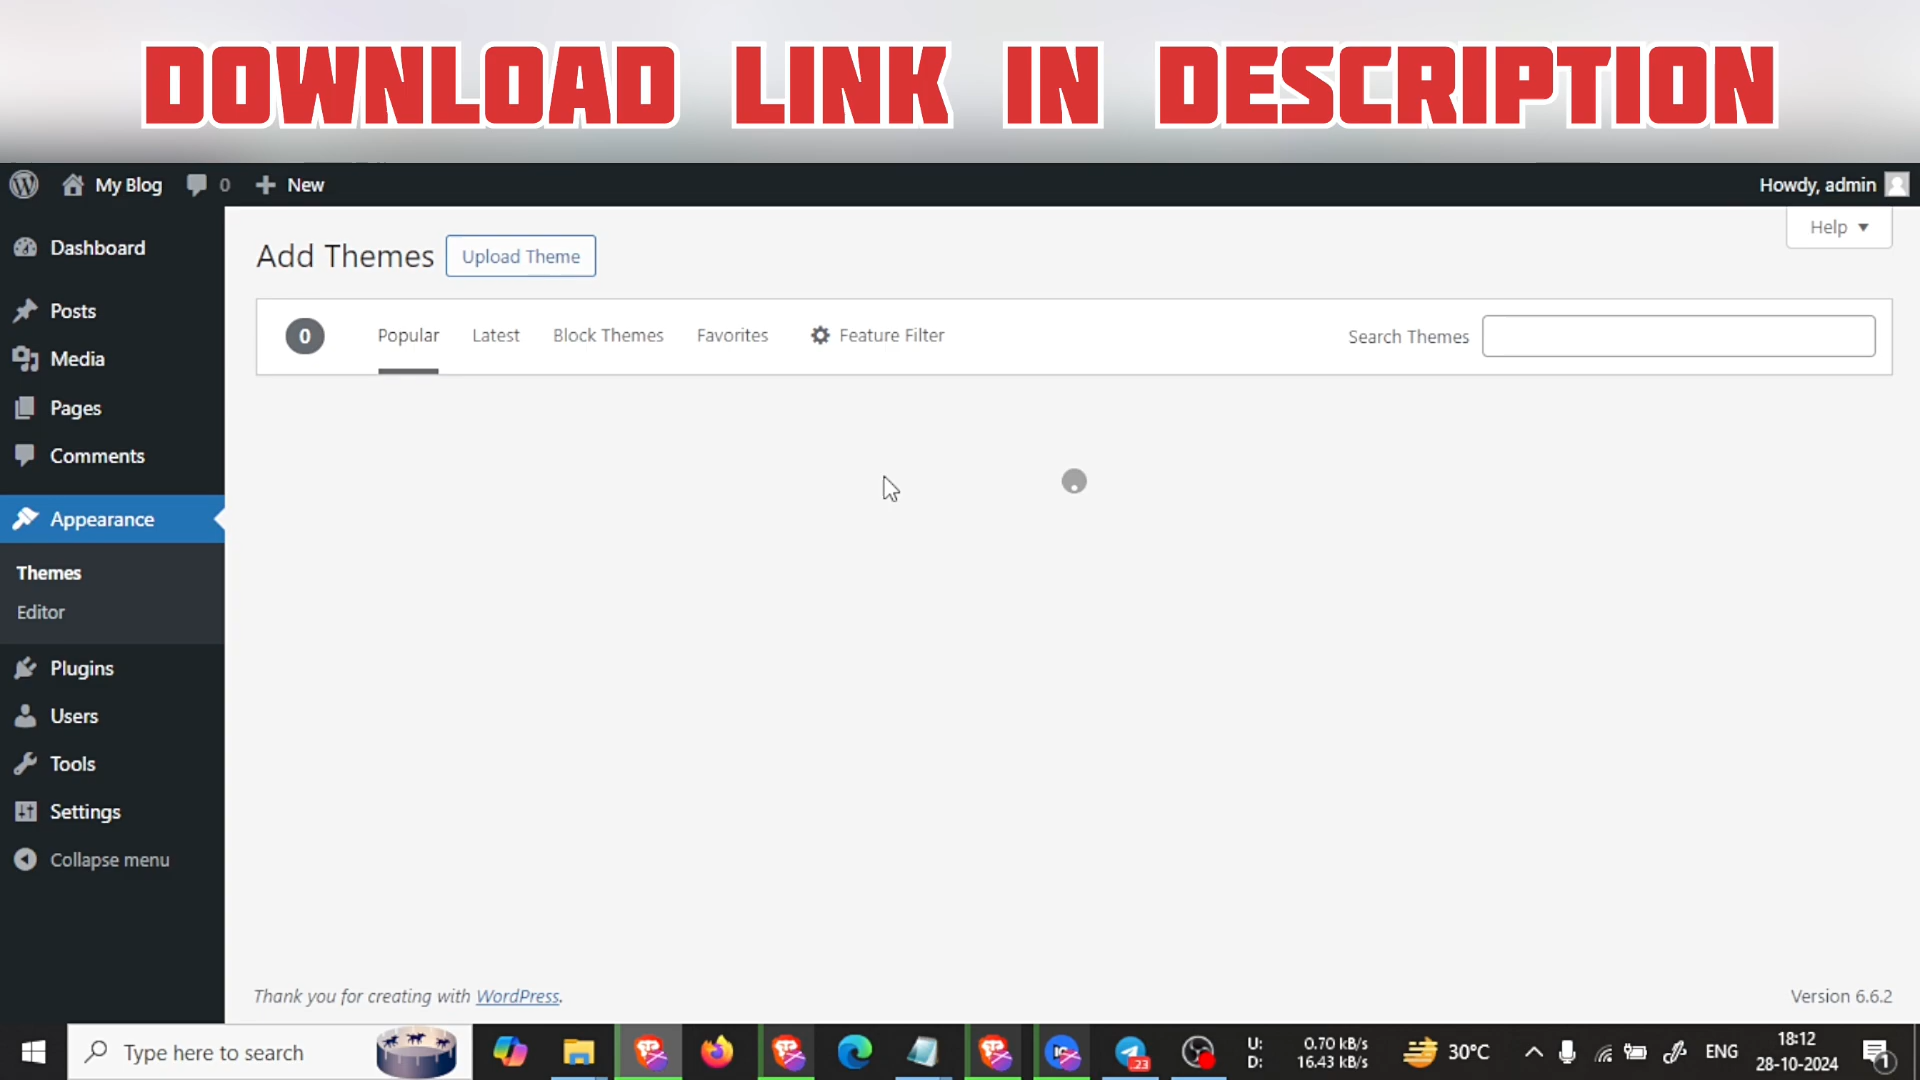 DOWNLOAD LINK IN DESCRIPTION
My Blog 0 New Howdy, admin
Help
Dashboard
Add Themes Upload Theme
Posts
0 Popular Latest Block Themes Favorites Feature Filter Search Themes
Media
Pages
Comments
Appearance
Themes
Editor
Plugins
Users
Tools
Settings
Collapse menu
Thank you for creating with WordPress. Version 6.6.2
Type here to search
23
U: 0.70 kB/s
D: 16.43 kB/s
30°C
ENG
18:12
28-10-2024
1